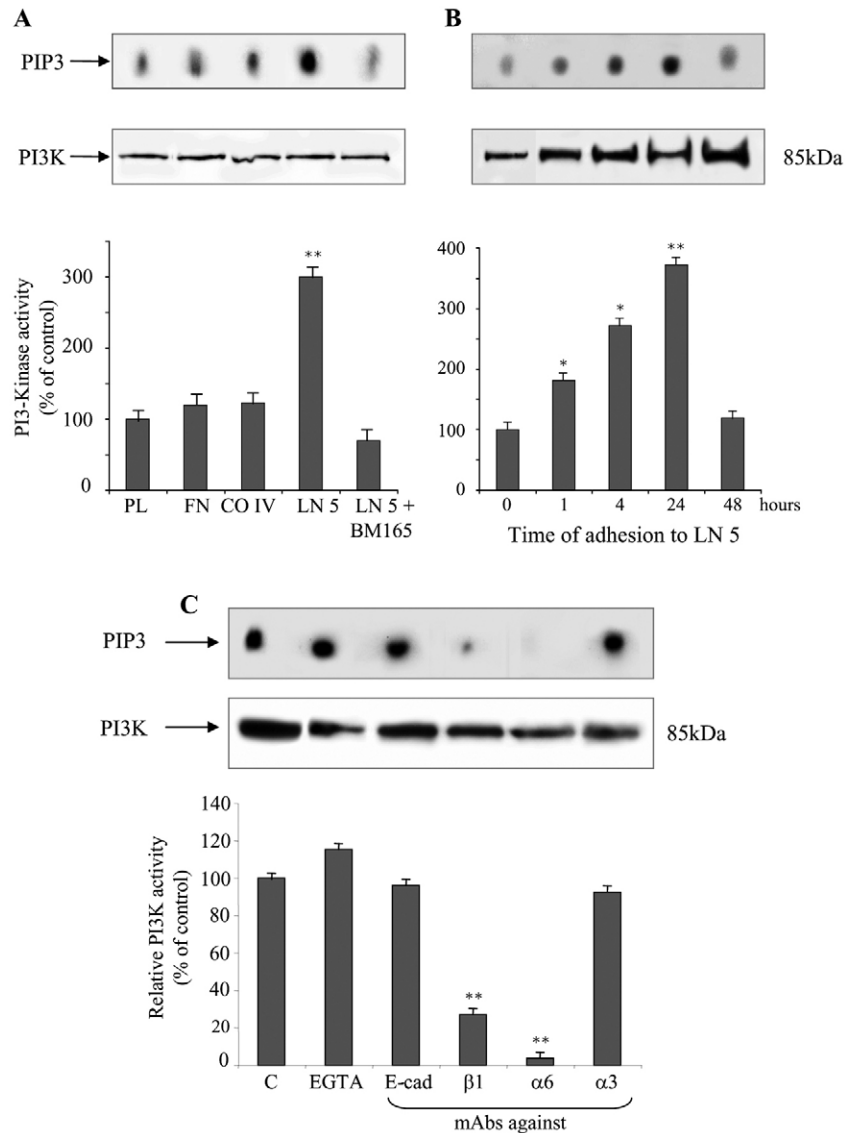 A
B
PIP3
PI3K
85kDa
PI3-Kinase activity
(% of control)
300
200
100
0
PL FN CO IV LN 5 LN 5 +
BM165
400
300
200
100
0
**
*
*
**
0 1 4 24 48 hours
Time of adhesion to LN 5
C
PIP3
PI3K
85kDa
Relative PI3K activity
(% of control)
140
120
100
80
60
40
20
0
**
**
C EGTA E-cad β1 α6 α3
mAbs against